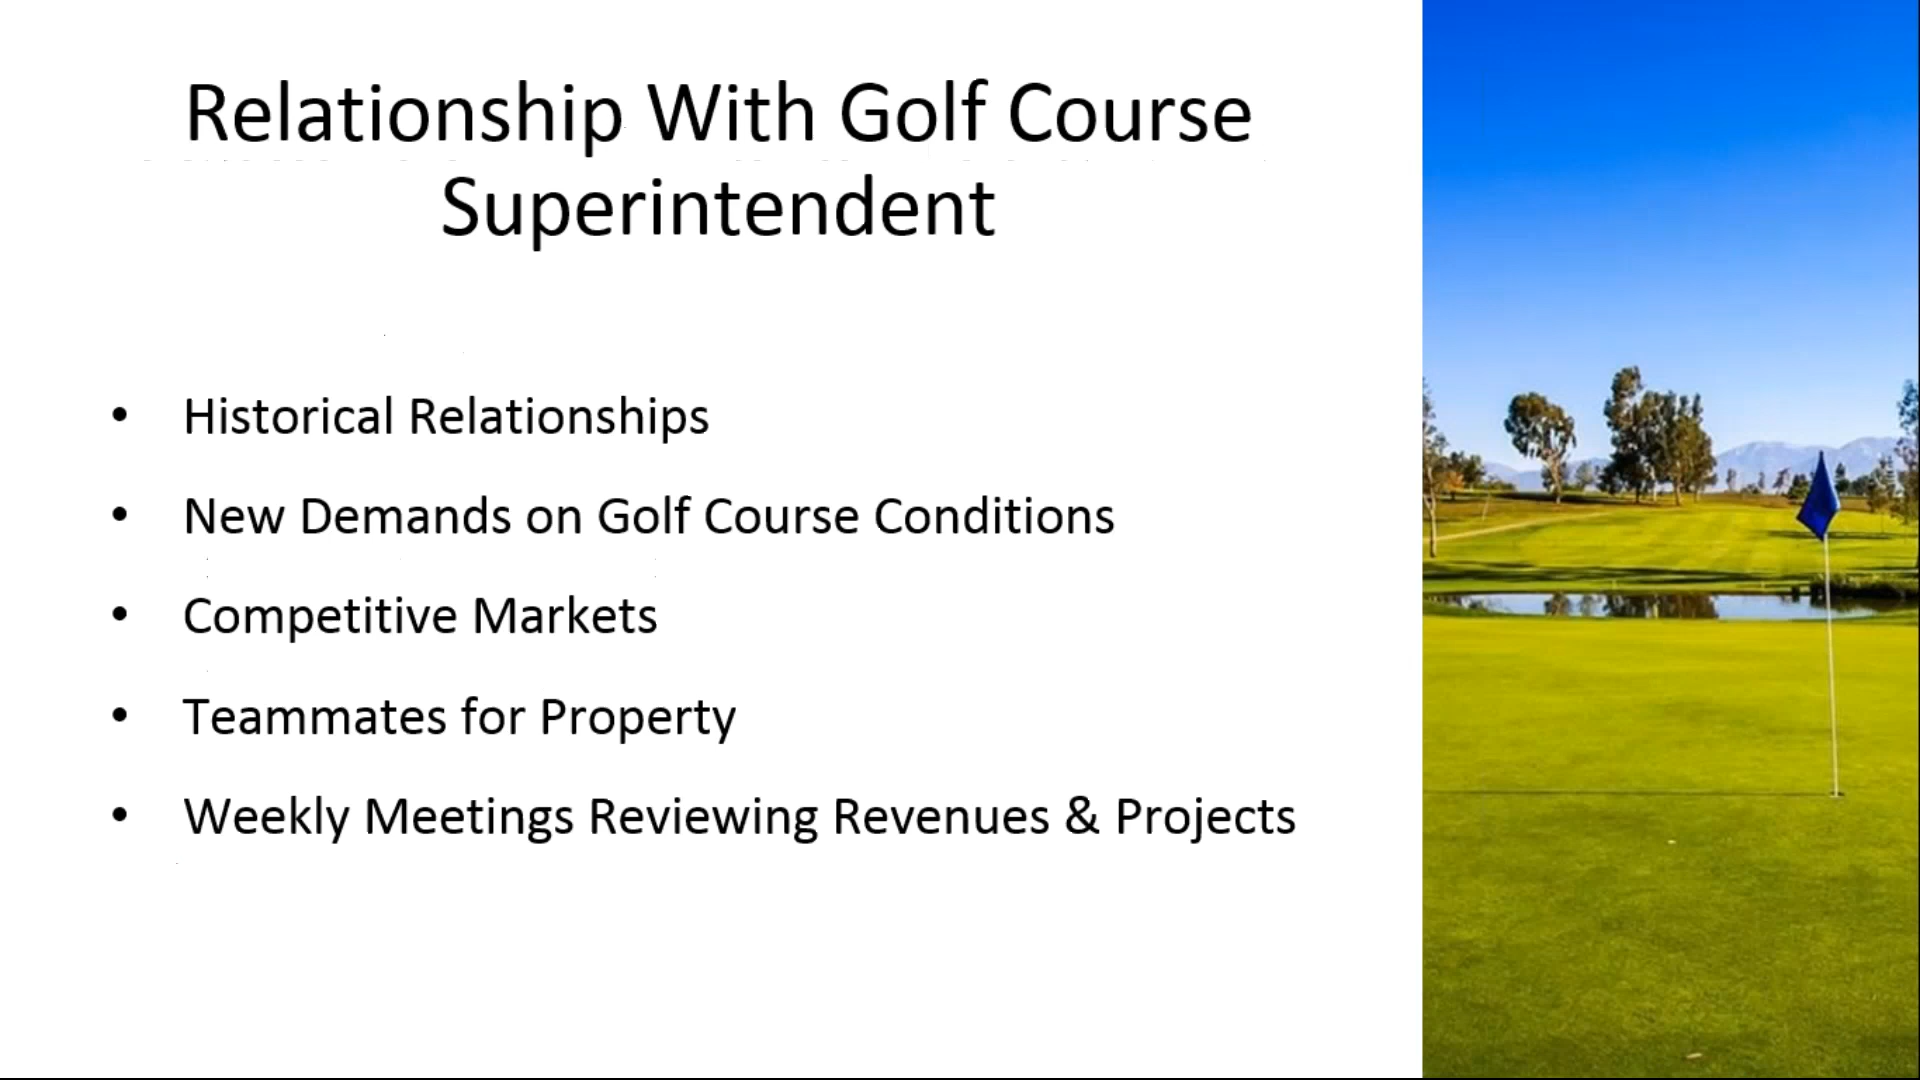 Relationship With Golf Course
Superintendent
• Historical Relationships
• New Demands on Golf Course Conditions
• Competitive Markets
• Teammates for Property
• Weekly Meetings Reviewing Revenues & Projects